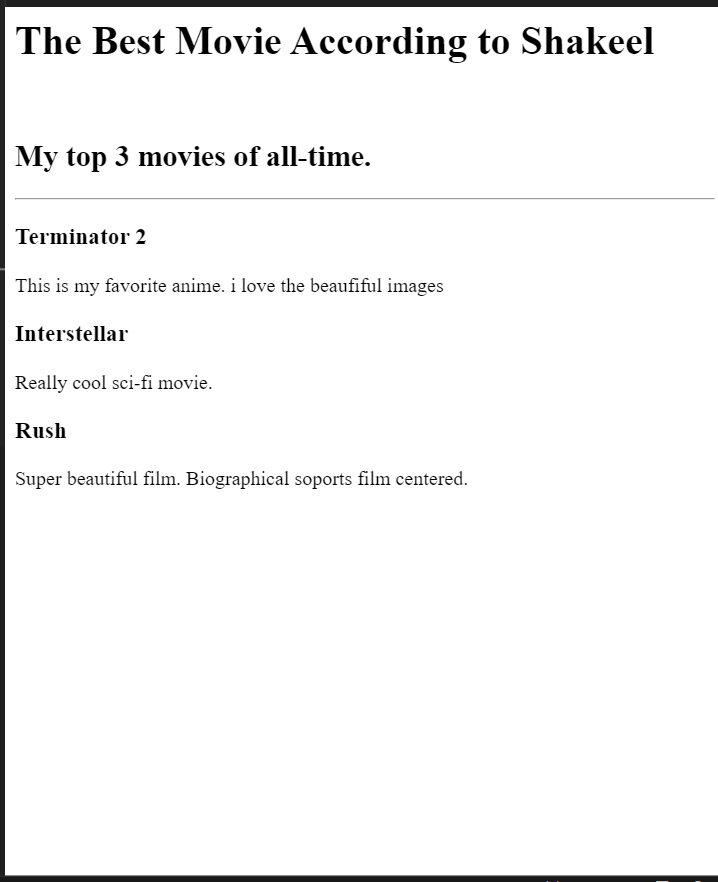 The Best Movie According to Shakeel
My top 3 movies of all-time.
Terminator 2
This is my favorite anime. i love the beaufiful images
Interstellar
Really cool sci-fi movie.
Rush
Super beautiful film. Biographical soports film centered.